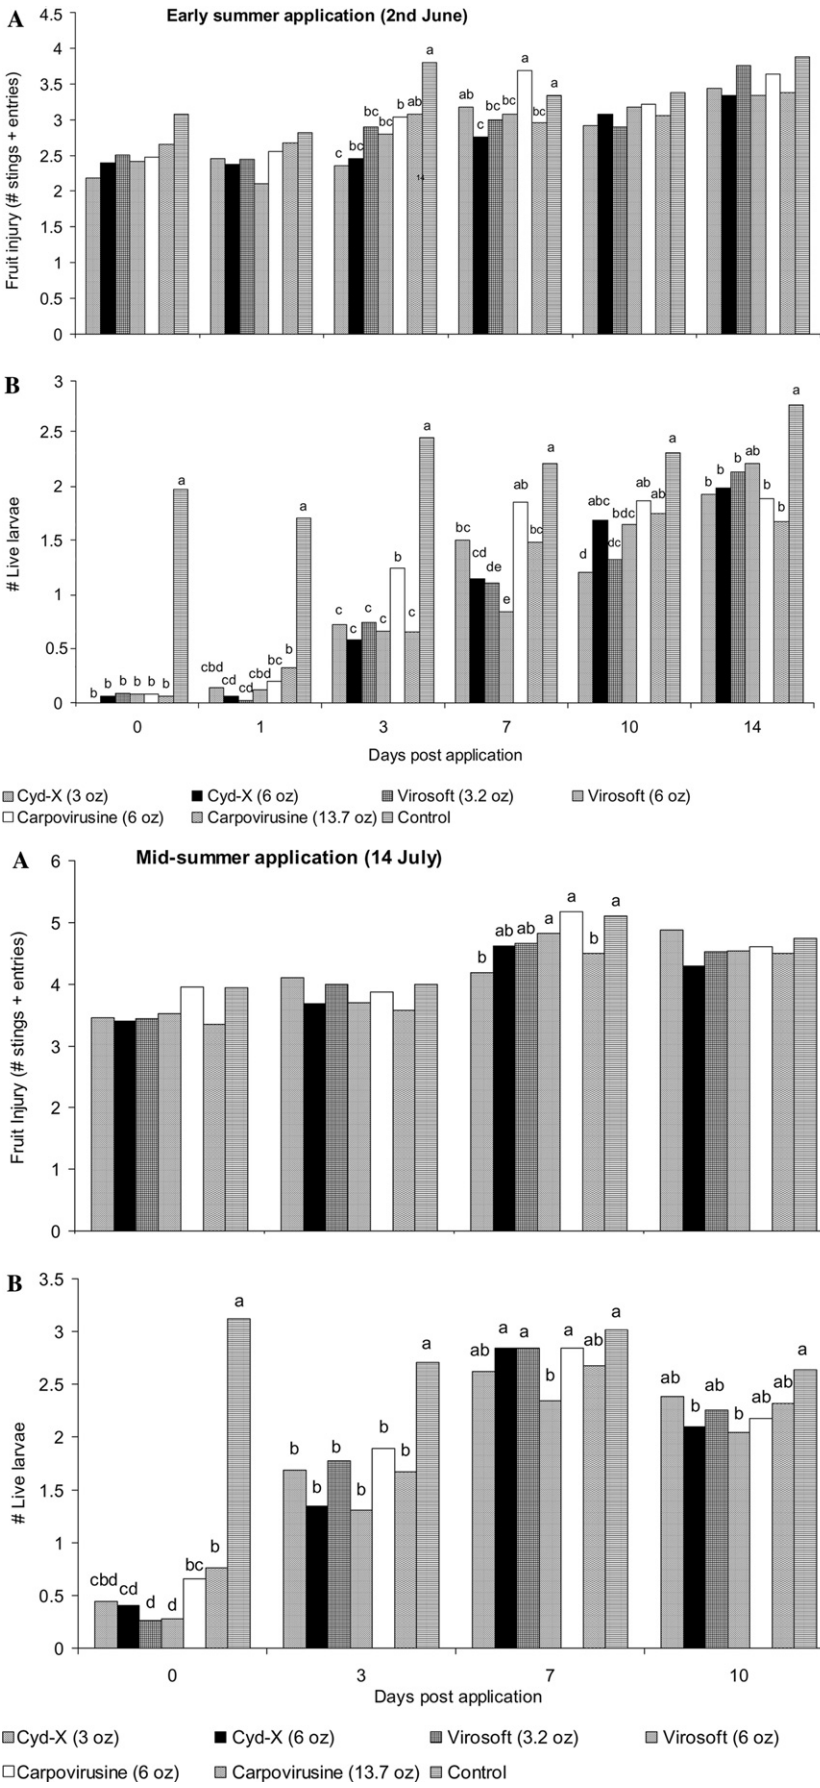 A Early summer application (2nd June)
Fruit injury (# stings + entries)
4.5
4
3.5
3
2.5
2
1.5
1
0.5
0
c bc bc bc b ab a
14
ab c bc bc a bc a
B
# Live larvae
3
2.5
2
1.5
1
0.5
0
b b b b b b a
cbd cd cd cbd bc b a
c c c c b c a
bc cd de e ab bc a
d abc dc bdc ab ab a
b b b ab b b a
0 1 3 7 10 14
Days post application
Cyd-X (3 oz) Cyd-X (6 oz) Virosoft (3.2 oz) Virosoft (6 oz)
Carpovirusine (6 oz) Carpovirusine (13.7 oz) Control
A Mid-summer application (14 July)
Fruit Injury (# stings + entries)
6
5
4
3
2
1
0
b ab ab a a b a
B
# Live larvae
3.5
3
2.5
2
1.5
1
0.5
0
cbd cd d d bc b a
b b b b b b a
ab a a b a ab a
ab b ab b ab ab a
0 3 7 10
Days post application
Cyd-X (3 oz) Cyd-X (6 oz) Virosoft (3.2 oz) Virosoft (6 oz)
Carpovirusine (6 oz) Carpovirusine (13.7 oz) Control